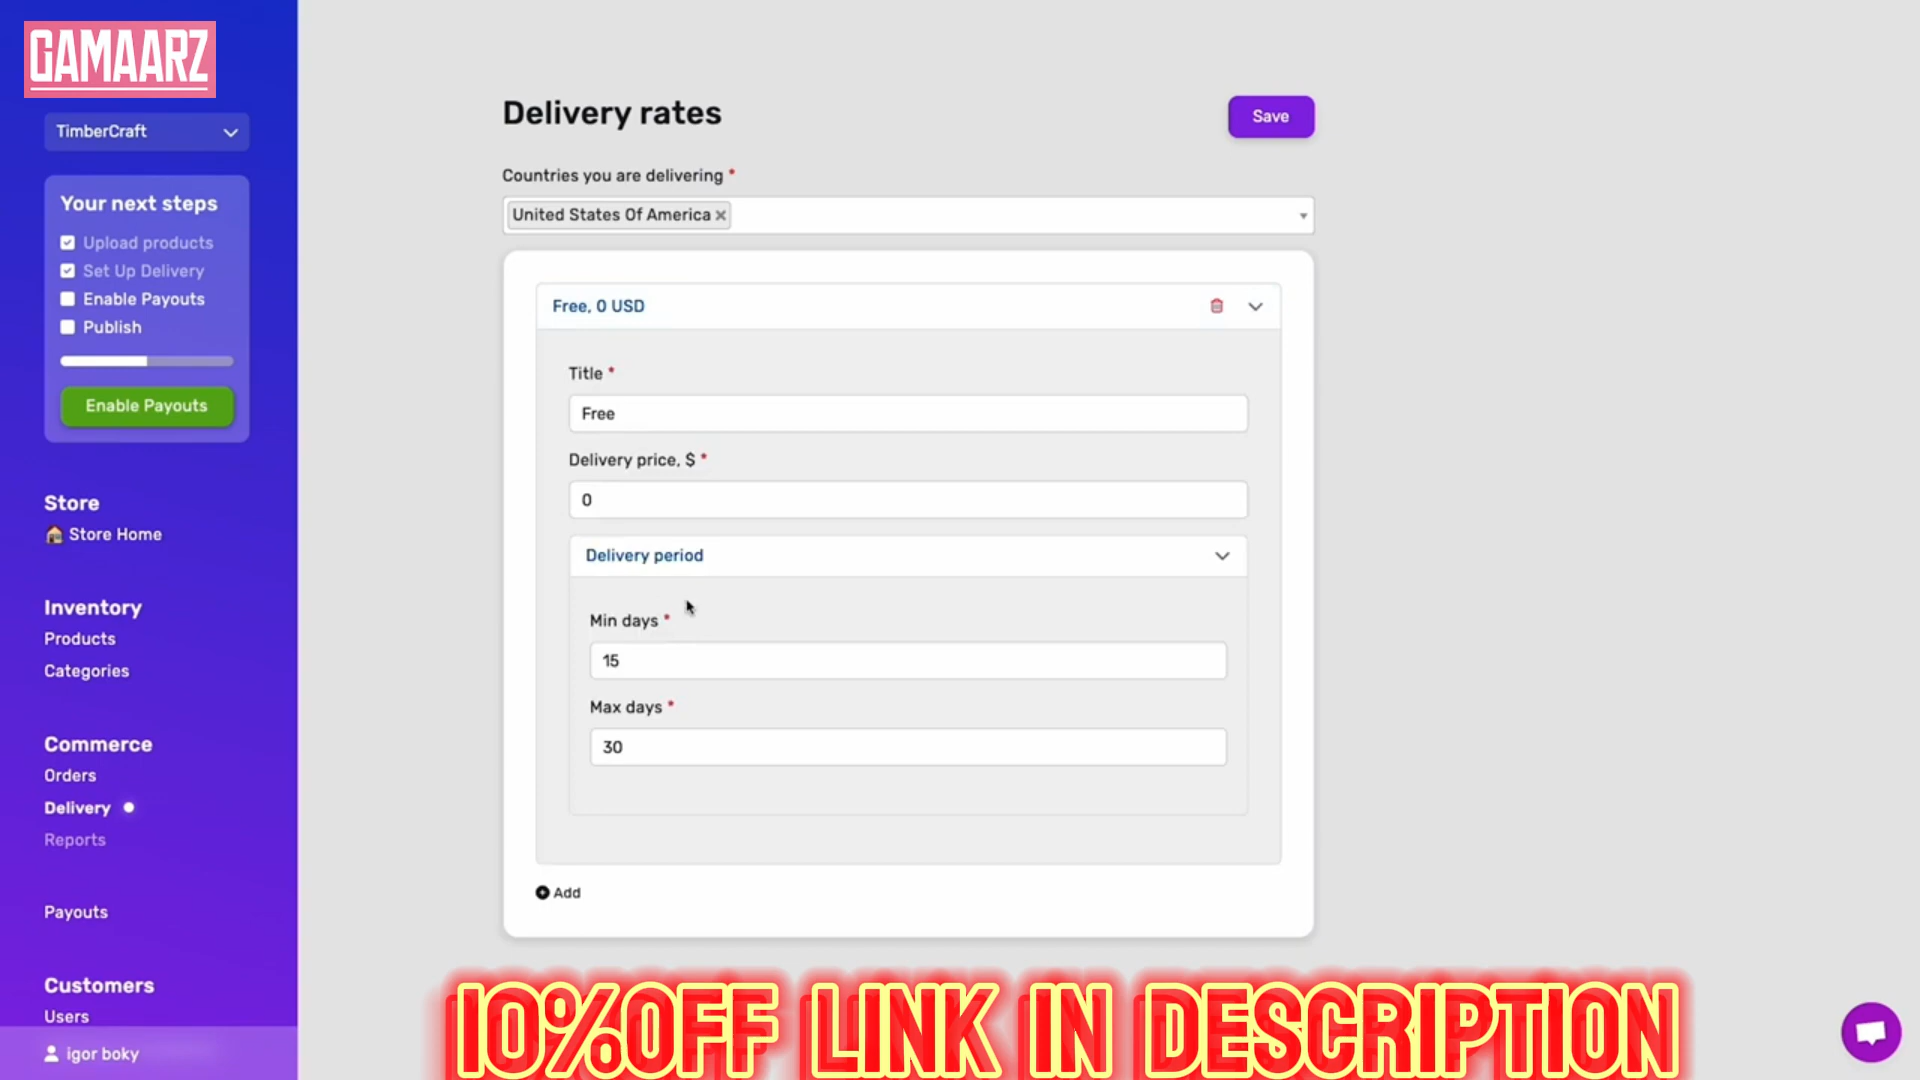 GAMAARZ
TimberCraft
Your next steps
Upload products
Set Up Delivery
Enable Payouts
Publish
Enable Payouts
Store
Store Home
Inventory
Products
Categories
Commerce
Orders
Delivery
Reports
Payouts
Customers
Users
igor boky
Delivery rates
Save
Countries you are delivering *
United States Of America ×
Free, 0 USD
Title *
Free
Delivery price, $ *
0
Delivery period
Min days *
15
Max days *
30
Add
10%OFF LINK IN DESCRIPTION